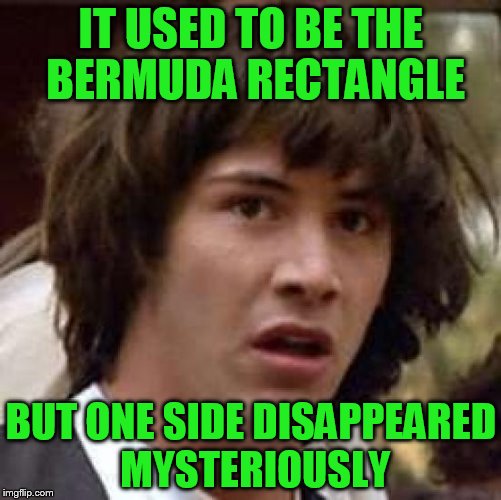 IT USED TO BE THE
BERMUDA RECTANGLE
BUT ONE SIDE DISAPPEARED
MYSTERIOUSLY
imgflip.com